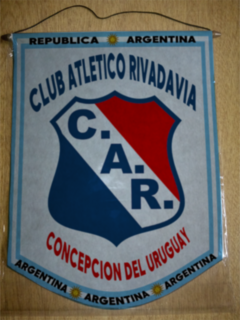 REPUBLICA ARGENTINA
CLUB ATLETICO RIVADAVIA
C.
A.
R.
CONCEPCION DEL URUGUAY
ARGENTINA ARGENTINA ARGENTINA